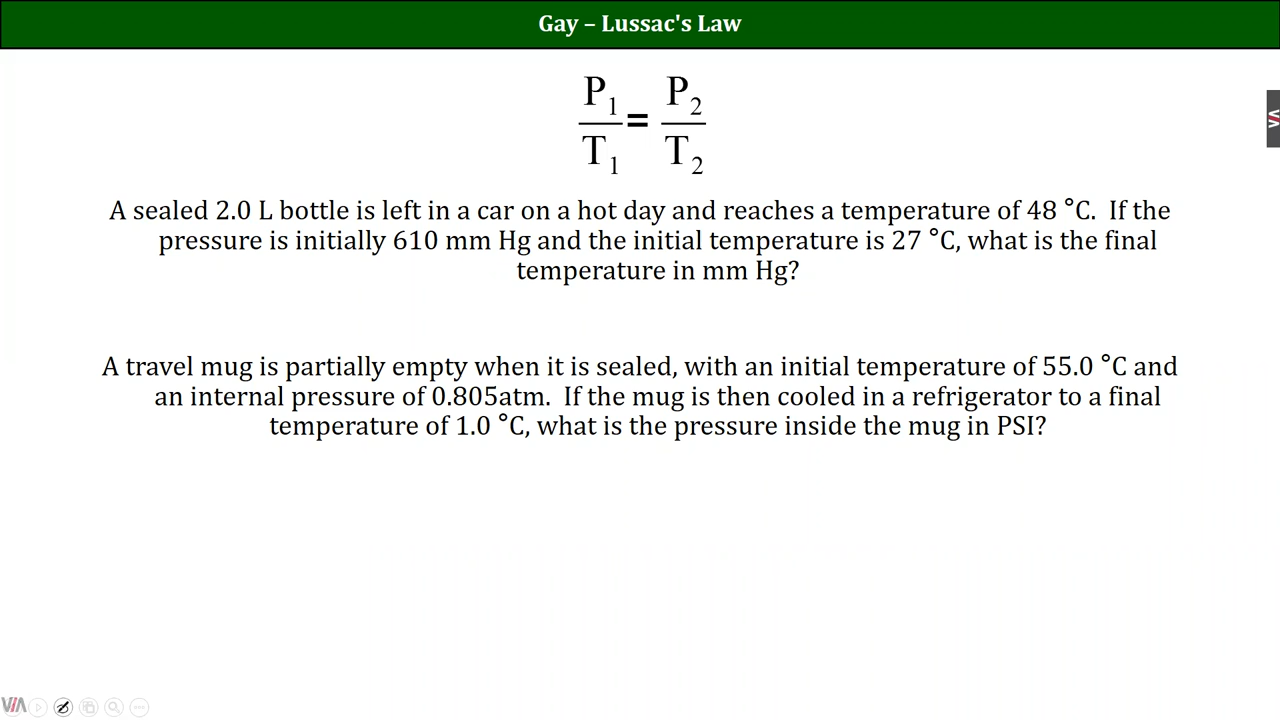 Gay – Lussac's Law
P1 = P2
T1 T2
A sealed 2.0 L bottle is left in a car on a hot day and reaches a temperature of 48 °C. If the
pressure is initially 610 mm Hg and the initial temperature is 27 °C, what is the final
temperature in mm Hg?
A travel mug is partially empty when it is sealed, with an initial temperature of 55.0 °C and
an internal pressure of 0.805atm. If the mug is then cooled in a refrigerator to a final
temperature of 1.0 °C, what is the pressure inside the mug in PSI?
VIA